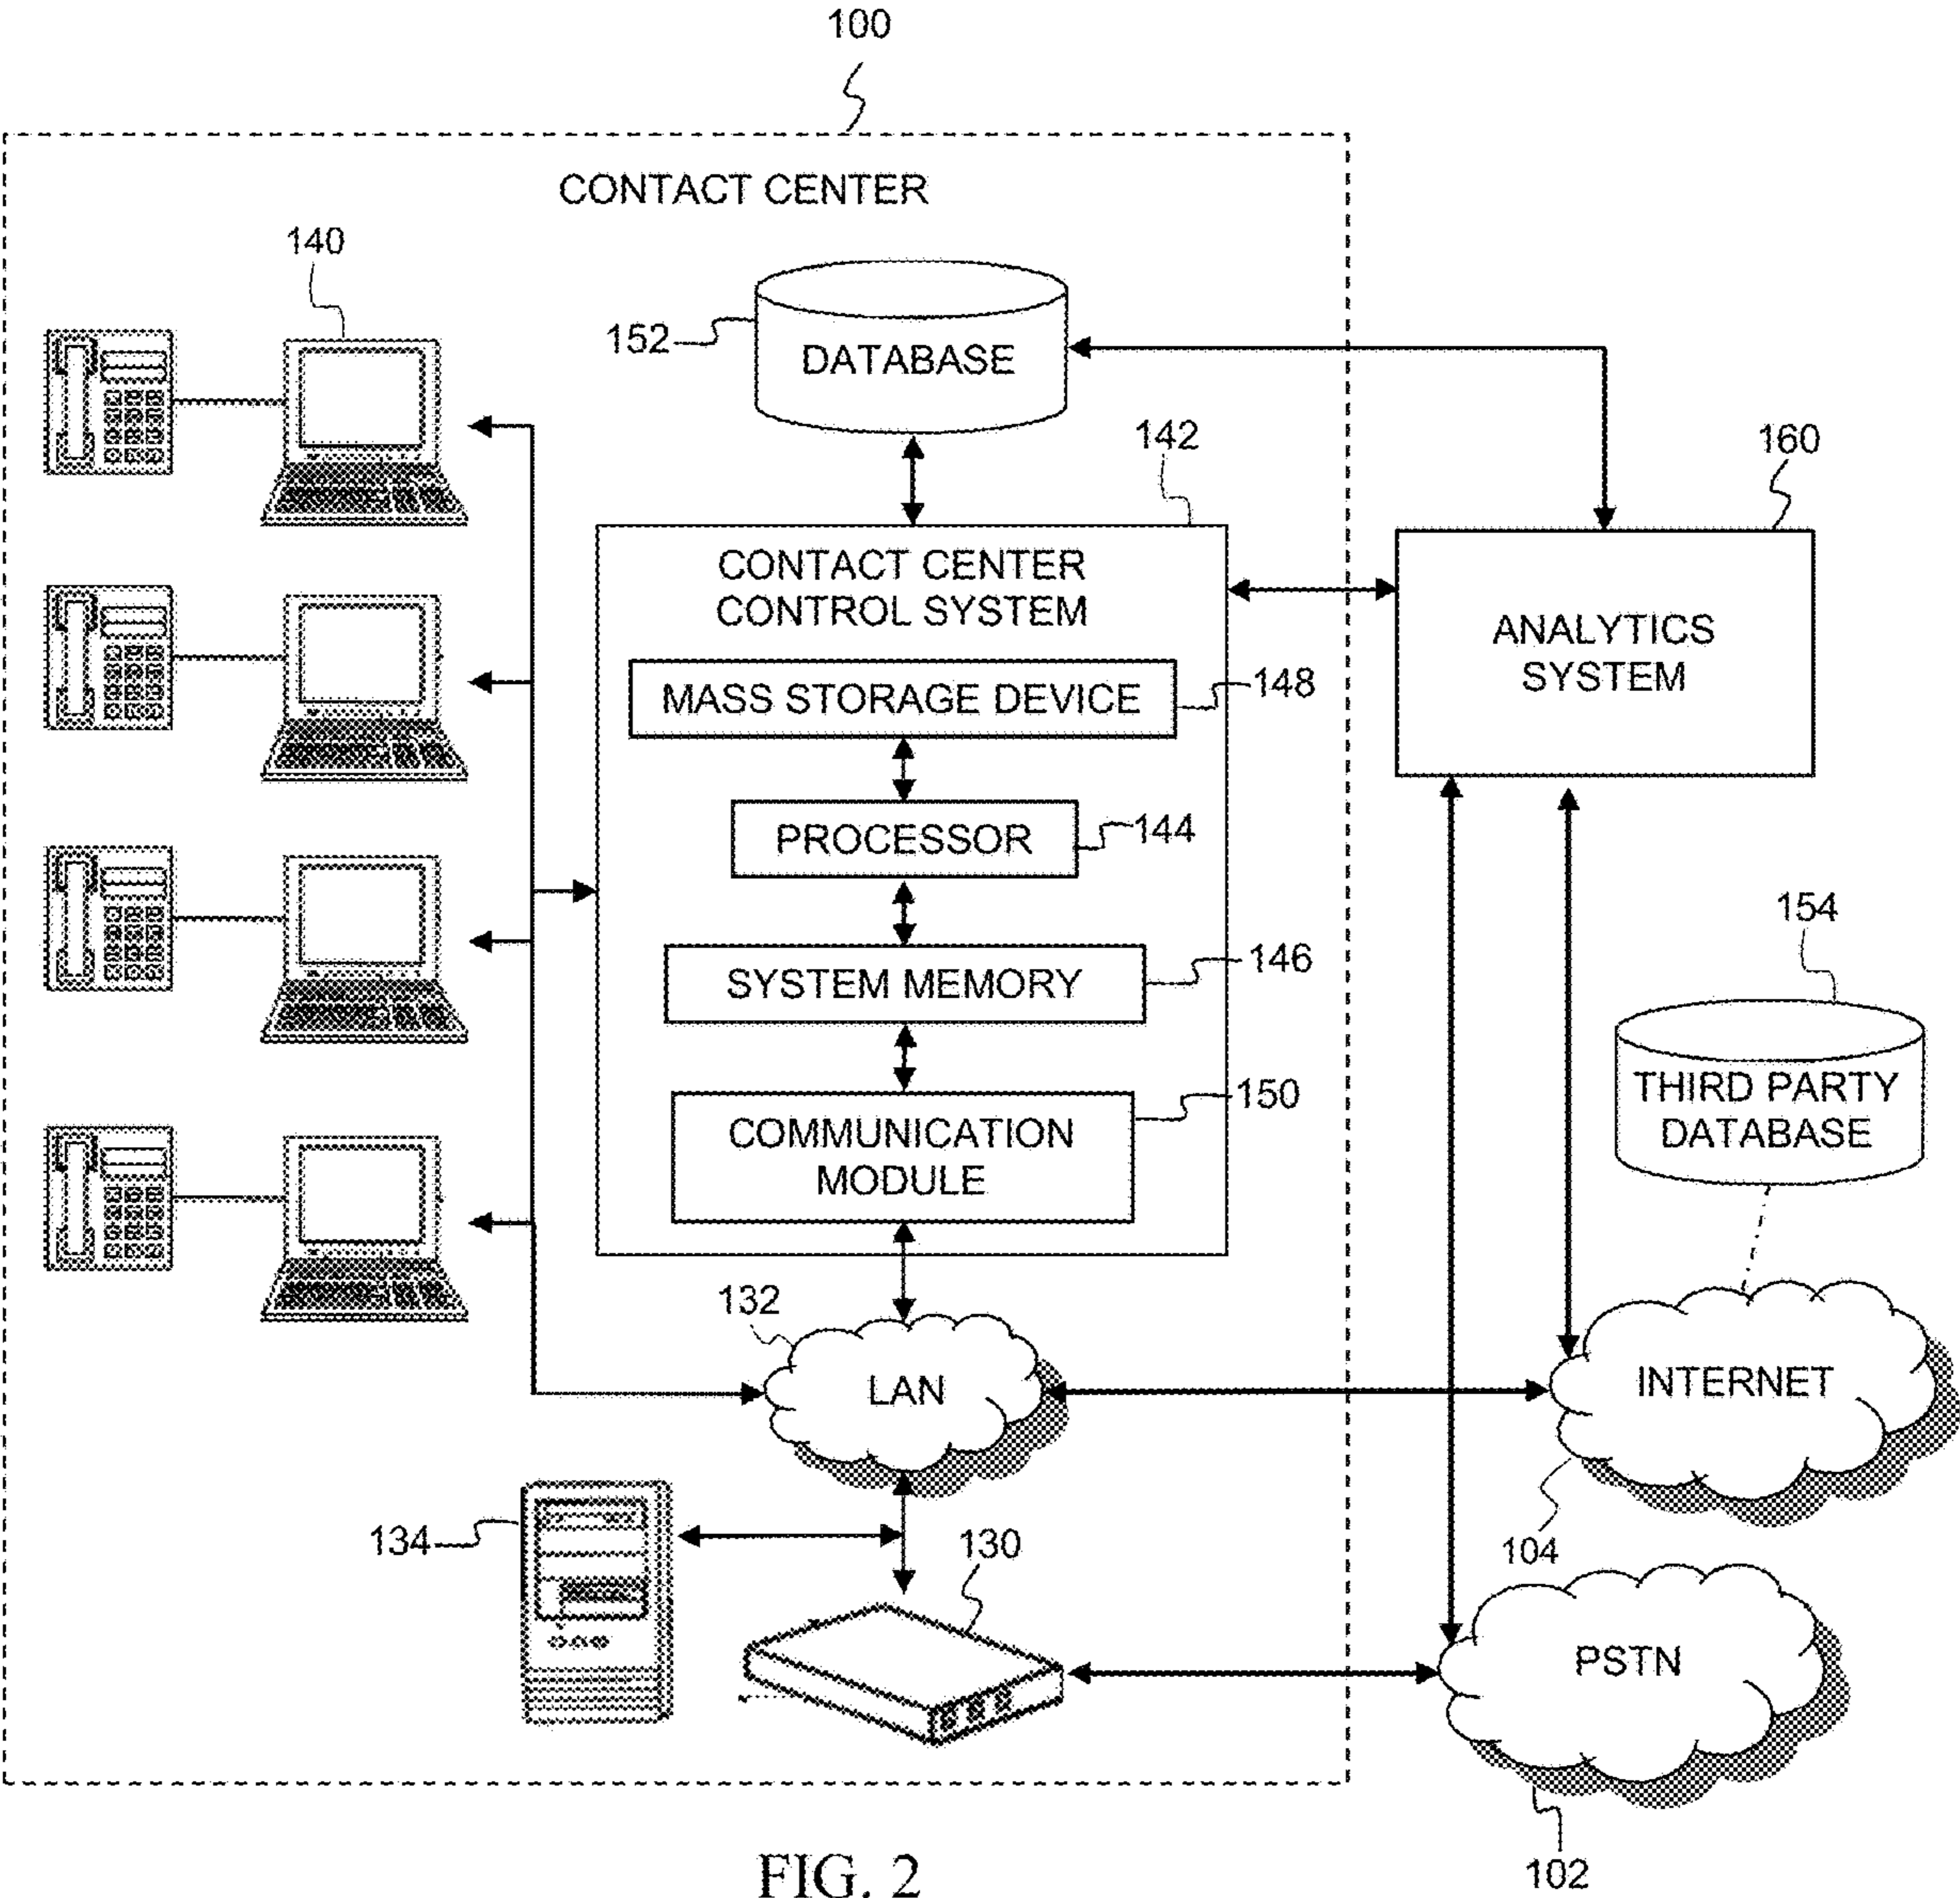 100
CONTACT CENTER
140
152
DATABASE
142
160
CONTACT CENTER
CONTROL SYSTEM
ANALYTICS
SYSTEM
MASS STORAGE DEVICE
148
PROCESSOR
144
154
SYSTEM MEMORY
146
THIRD PARTY
DATABASE
150
COMMUNICATION
MODULE
132
LAN
INTERNET
134
130
104
PSTN
102
FIG. 2